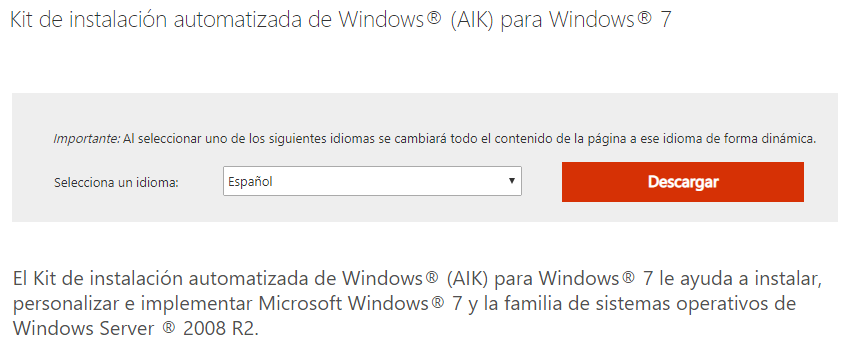 Kit de instalación automatizada de Windows® (AIK) para Windows® 7
Importante: Al seleccionar uno de los siguientes idiomas se cambiará todo el contenido de la página a ese idioma de forma dinámica.
Selecciona un idioma: Español Descargar
El Kit de instalación automatizada de Windows® (AIK) para Windows® 7 le ayuda a instalar,
personalizar e implementar Microsoft Windows® 7 y la familia de sistemas operativos de
Windows Server ® 2008 R2.